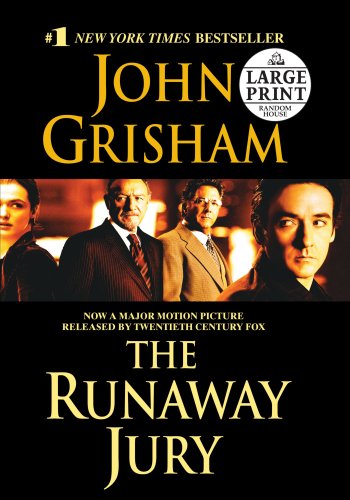 #1 NEW YORK TIMES BESTSELLER
JOHN
GRISHAM
LARGE
PRINT
RANDOM
HOUSE
NOW A MAJOR MOTION PICTURE
RELEASED BY TWENTIETH CENTURY FOX
THE
RUNAWAY
JURY